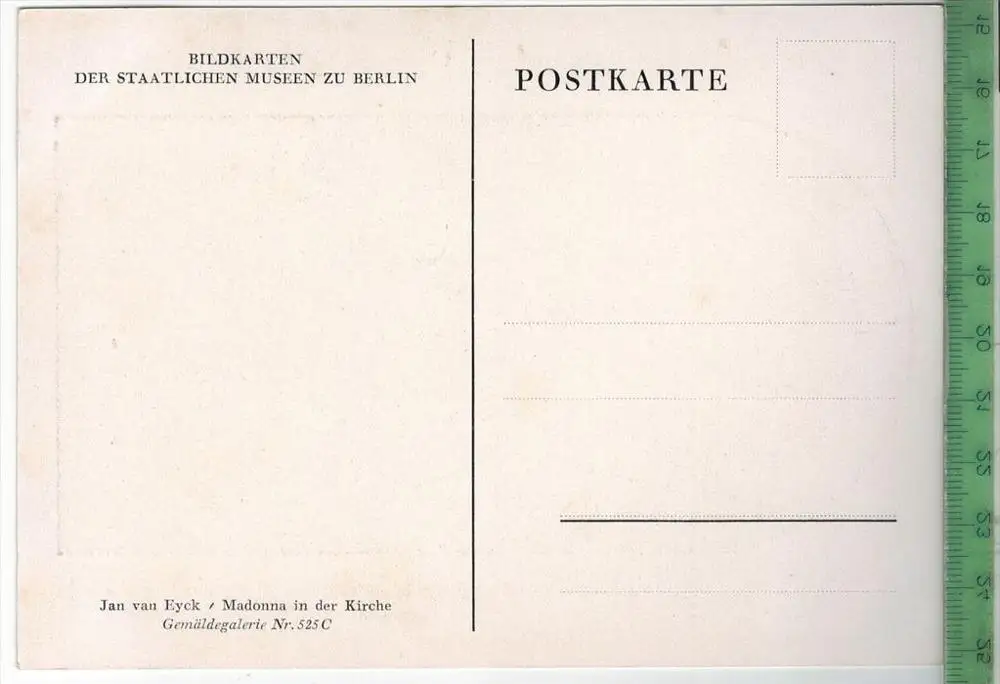 BILDKARTEN
DER STAATLICHEN MUSEEN ZU BERLIN
POSTKARTE
Jan van Eyck / Madonna in der Kirche
Gemäldegalerie Nr. 525 C